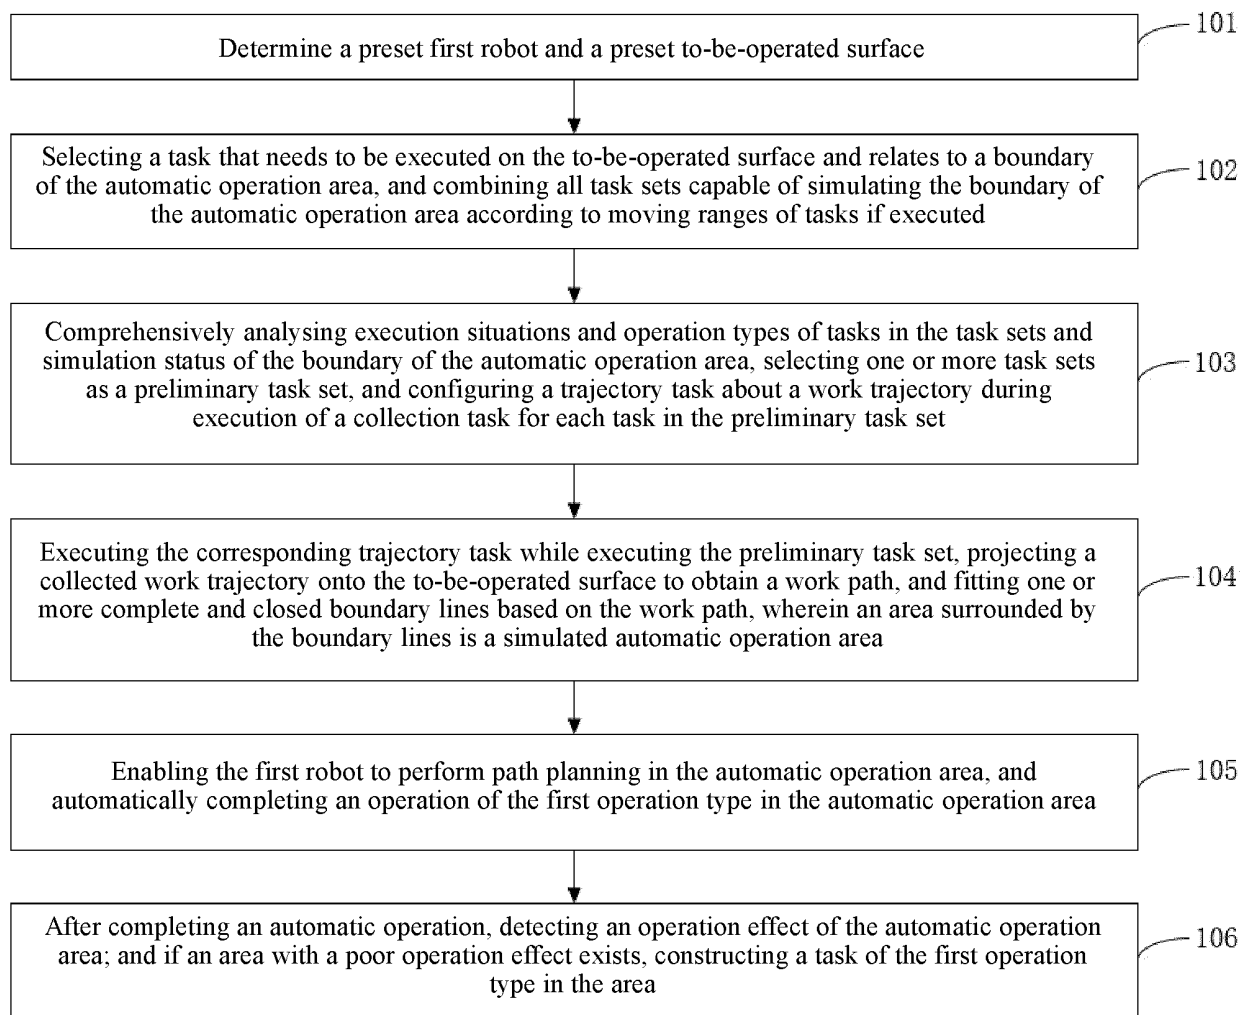 Determine a preset first robot and a preset to-be-operated surface
101
Selecting a task that needs to be executed on the to-be-operated surface and relates to a boundary
of the automatic operation area, and combining all task sets capable of simulating the boundary of
the automatic operation area according to moving ranges of tasks if executed
102
Comprehensively analysing execution situations and operation types of tasks in the task sets and
simulation status of the boundary of the automatic operation area, selecting one or more task sets
as a preliminary task set, and configuring a trajectory task about a work trajectory during
execution of a collection task for each task in the preliminary task set
103
Executing the corresponding trajectory task while executing the preliminary task set, projecting a
collected work trajectory onto the to-be-operated surface to obtain a work path, and fitting one or
more complete and closed boundary lines based on the work path, wherein an area surrounded by
the boundary lines is a simulated automatic operation area
104
Enabling the first robot to perform path planning in the automatic operation area, and
automatically completing an operation of the first operation type in the automatic operation area
105
After completing an automatic operation, detecting an operation effect of the automatic operation
area; and if an area with a poor operation effect exists, constructing a task of the first operation
type in the area
106